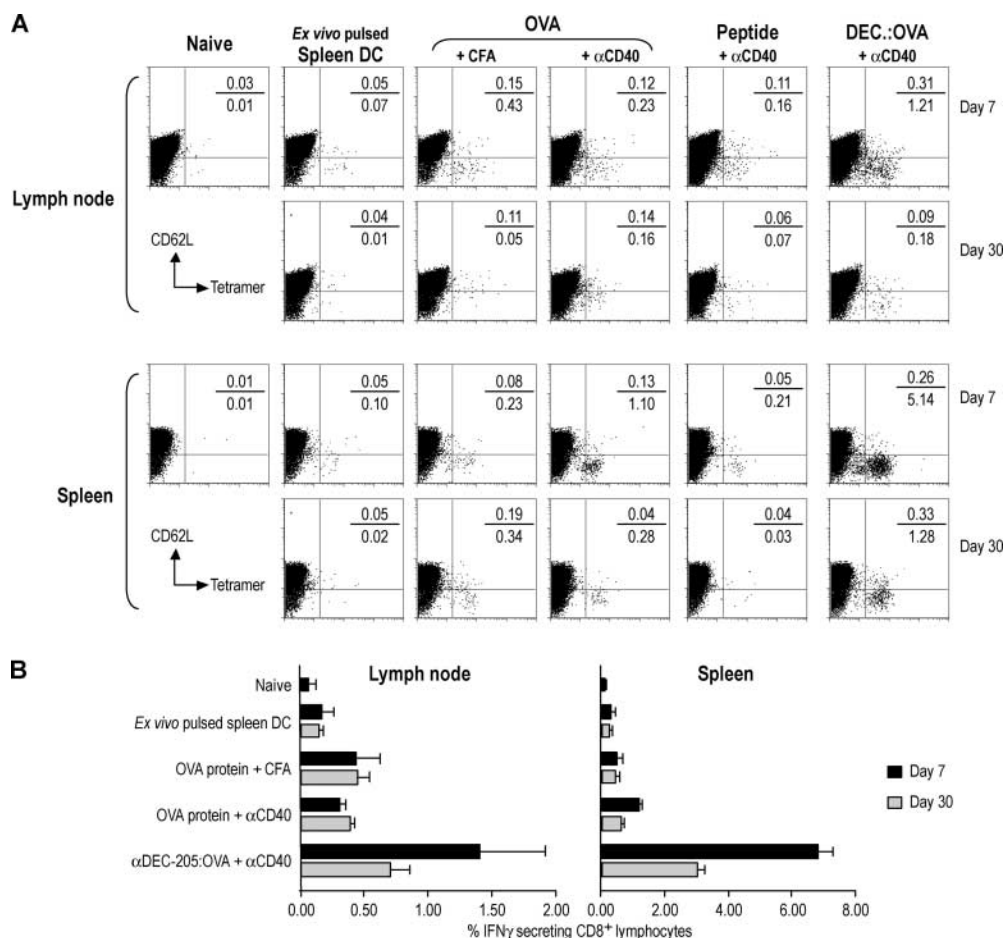 A
Naive
Ex vivo pulsed
Spleen DC
OVA
+ CFA
+ αCD40
Peptide
+ αCD40
DEC.:OVA
+ αCD40
Lymph node
0.03
0.01
0.05
0.07
0.15
0.43
0.12
0.23
0.11
0.16
0.31
1.21
Day 7
CD62L
Tetramer
0.04
0.01
0.11
0.05
0.14
0.16
0.06
0.07
0.09
0.18
Day 30
Spleen
0.01
0.01
0.05
0.10
0.08
0.23
0.13
1.10
0.05
0.21
0.26
5.14
Day 7
CD62L
Tetramer
0.05
0.02
0.19
0.34
0.04
0.28
0.04
0.03
0.33
1.28
Day 30
B
Lymph node
Spleen
Naive
Ex vivo pulsed spleen DC
OVA protein + CFA
OVA protein + αCD40
αDEC-205:OVA + αCD40
Day 7
Day 30
0.00 0.50 1.00 1.50 2.00
0.00 2.00 4.00 6.00 8.00
% IFNγ secreting CD8+ lymphocytes